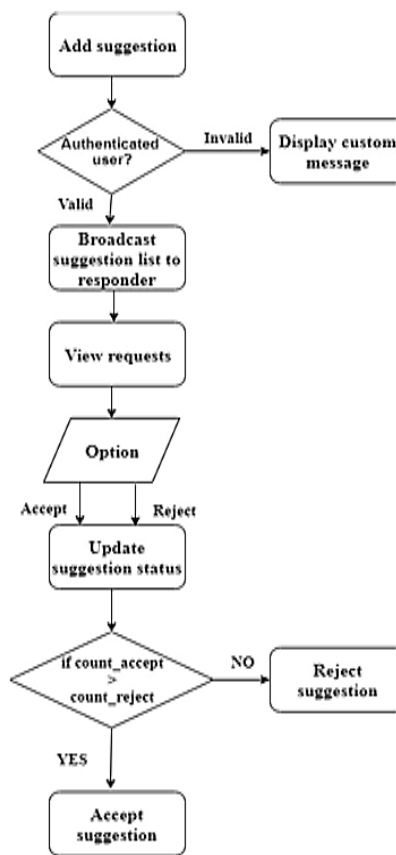 Add suggestion
Authenticated
user?
Invalid
Display custom
message
Valid
Broadcast
suggestion list to
responder
View requests
Option
Accept
Reject
Update
suggestion status
if count_accept
>
count_reject
NO
Reject
suggestion
YES
Accept
suggestion